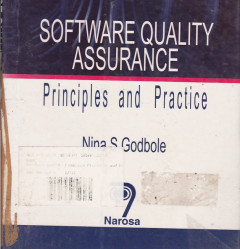 SOFTWARE QUALITY
ASSURANCE
Principles and Practice
Nina S Godbole
Narosa